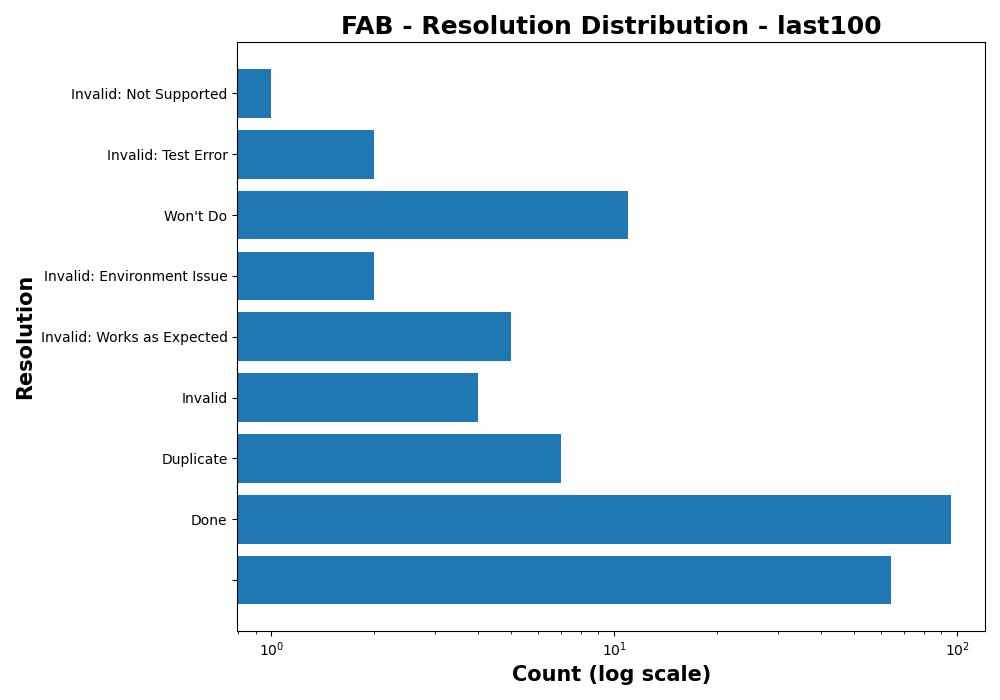 FAB - Resolution Distribution - last100
Invalid: Not Supported
Invalid: Test Error
Won't Do
Invalid: Environment Issue
Invalid: Works as Expected
Invalid
Duplicate
Done
Resolution
10⁰
10¹
10²
Count (log scale)